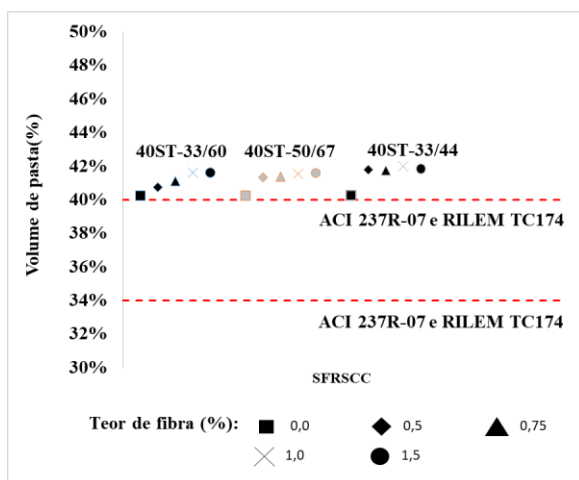 50%
48%
46%
44%
42%
40%
38%
36%
34%
32%
30%
Volume de pasta(%)
40ST-33/60 40ST-50/67 40ST-33/44
ACI 237R-07 e RILEM TC174
ACI 237R-07 e RILEM TC174
SFRSCC
Teor de fibra (%): 0,0 0,5 0,75
1,0 1,5